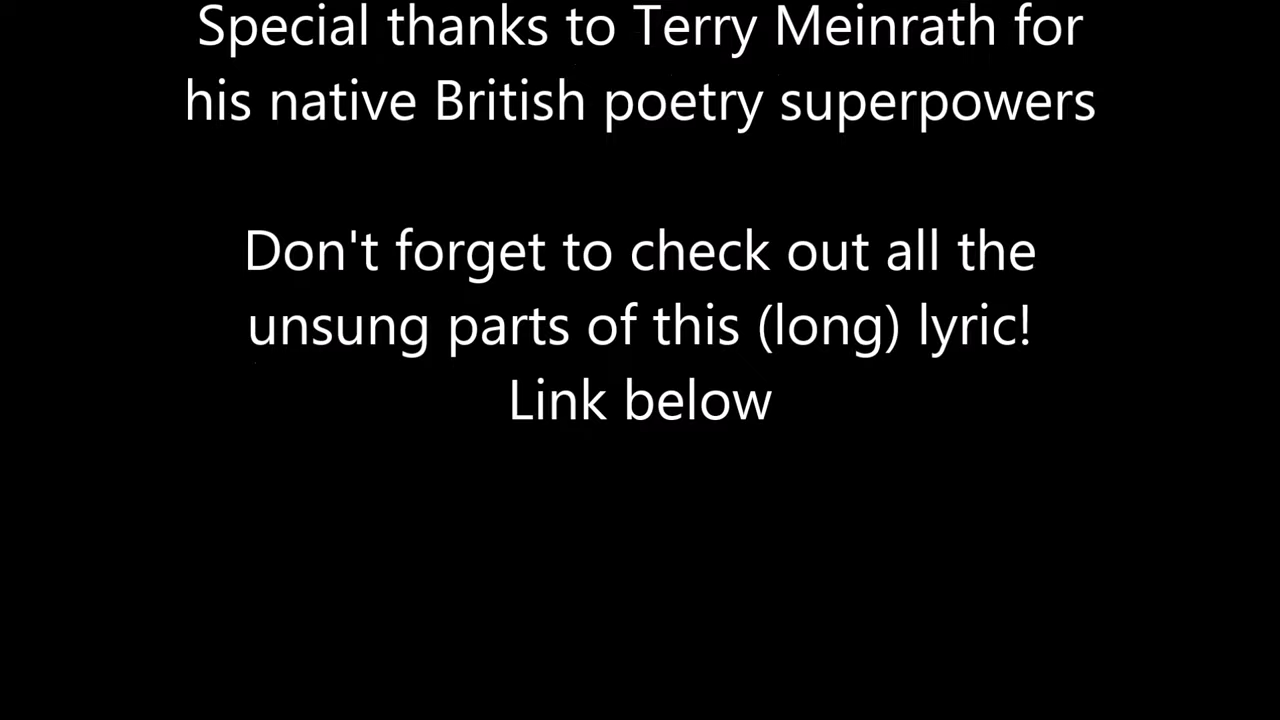 Special thanks to Terry Meinrath for
his native British poetry superpowers
Don't forget to check out all the
unsung parts of this (long) lyric!
Link below